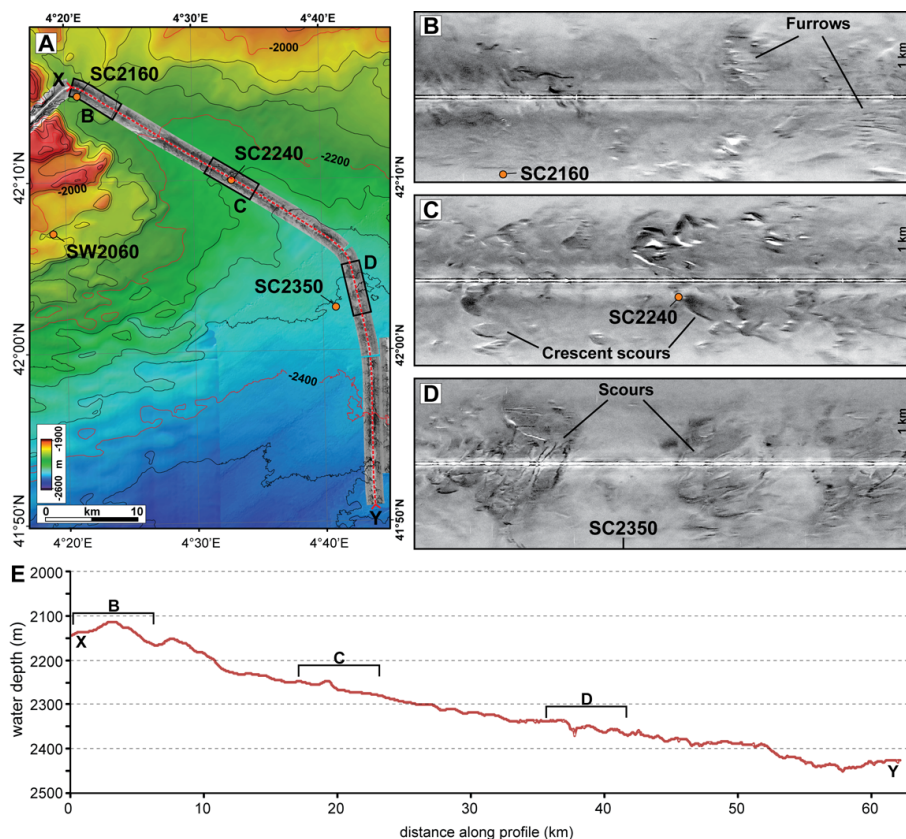 4°20'E
4°30'E
4°40'E
A
-2000
X
SC2160
B
-2200
SC2240
C
-2000
42°10'N
42°10'N
SW2060
D
SC2350
42°00'N
42°00'N
-2400
-1900
m
-2600
0 km 10
Y
41°50'N
41°50'N
4°20'E
4°30'E
4°40'E
B
Furrows
1 km
SC2160
C
1 km
SC2240
Crescent scours
D
Scours
1 km
SC2350
E
2000
2100
2200
2300
2400
2500
water depth (m)
B
X
C
D
Y
0 10 20 30 40 50 60
distance along profile (km)